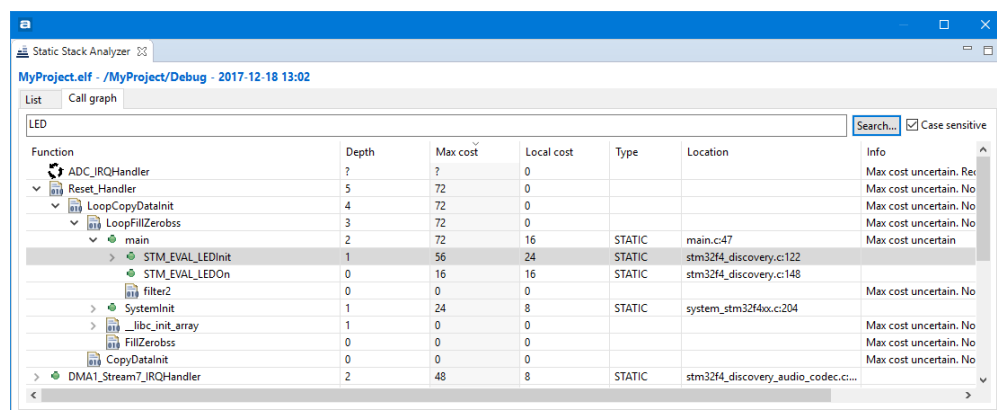 a
Static Stack Analyzer
MyProject.elf - /MyProject/Debug - 2017-12-18 13:02
List Call graph
LED Search... Case sensitive
Function Depth Max cost Local cost Type Location Info
ADC_IRQHandler ? ? 0 Max cost uncertain. Rec
Reset_Handler 5 72 0 Max cost uncertain. No
LoopCopyDataInit 4 72 0 Max cost uncertain. No
LoopFillZerobss 3 72 0 Max cost uncertain. No
main 2 72 16 STATIC main.c:47 Max cost uncertain
STM_EVAL_LEDInit 1 56 24 STATIC stm32f4_discovery.c:122
STM_EVAL_LEDOn 0 16 16 STATIC stm32f4_discovery.c:148
filter2 0 0 0 Max cost uncertain. No
SystemInit 1 24 8 STATIC system_stm32f4xx.c:204
__libc_init_array 1 0 0 Max cost uncertain. No
FillZerobss 0 0 0 Max cost uncertain. No
CopyDataInit 0 0 0 Max cost uncertain. No
DMA1_Stream7_IRQHandler 2 48 8 STATIC stm32f4_discovery_audio_codec.c:...